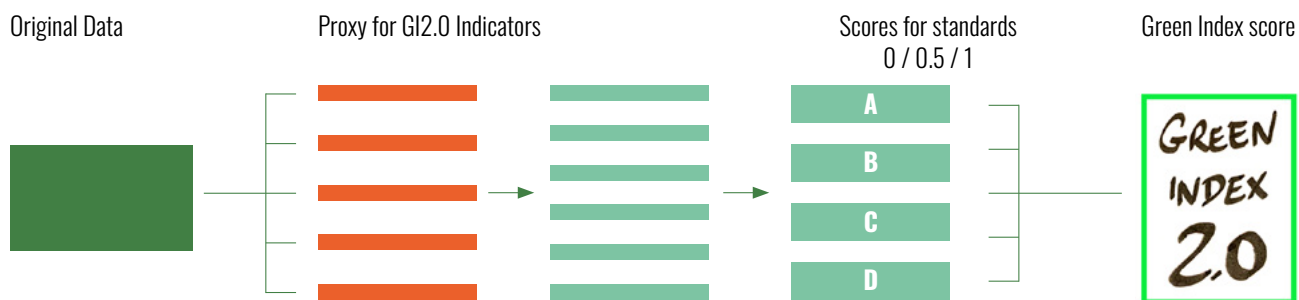 Original Data
Proxy for GI2.0 Indicators
Scores for standards
0 / 0.5 / 1
Green Index score
A
B
C
D
GREEN
INDEX
2.0